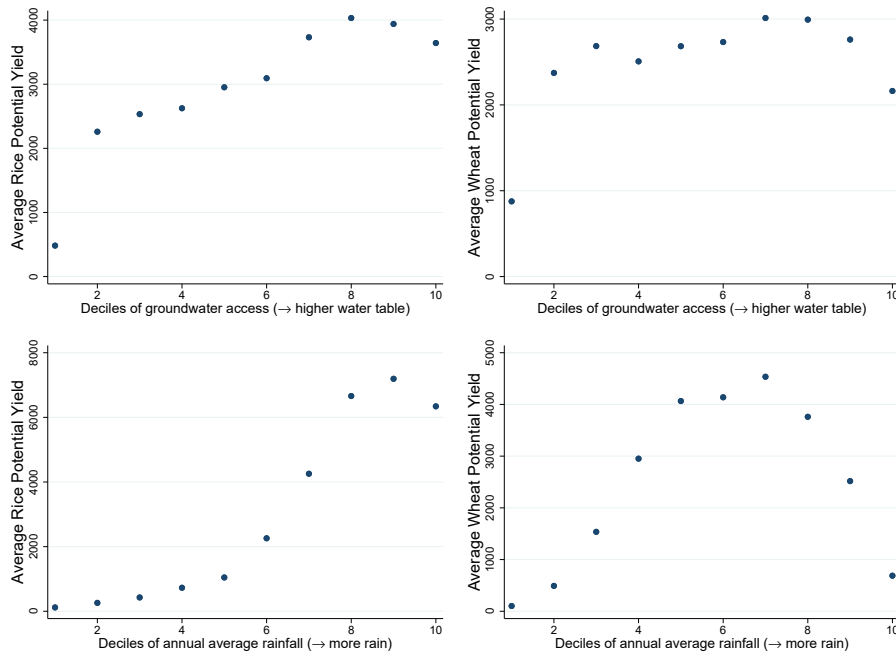 Average Rice Potential Yield
4000
3000
2000
1000
0
2 4 6 8 10
Deciles of groundwater access (→ higher water table)
Average Wheat Potential Yield
3000
2000
1000
0
2 4 6 8 10
Deciles of groundwater access (→ higher water table)
Average Rice Potential Yield
8000
6000
4000
2000
0
2 4 6 8 10
Deciles of annual average rainfall (→ more rain)
Average Wheat Potential Yield
5000
4000
3000
2000
1000
0
2 4 6 8 10
Deciles of annual average rainfall (→ more rain)